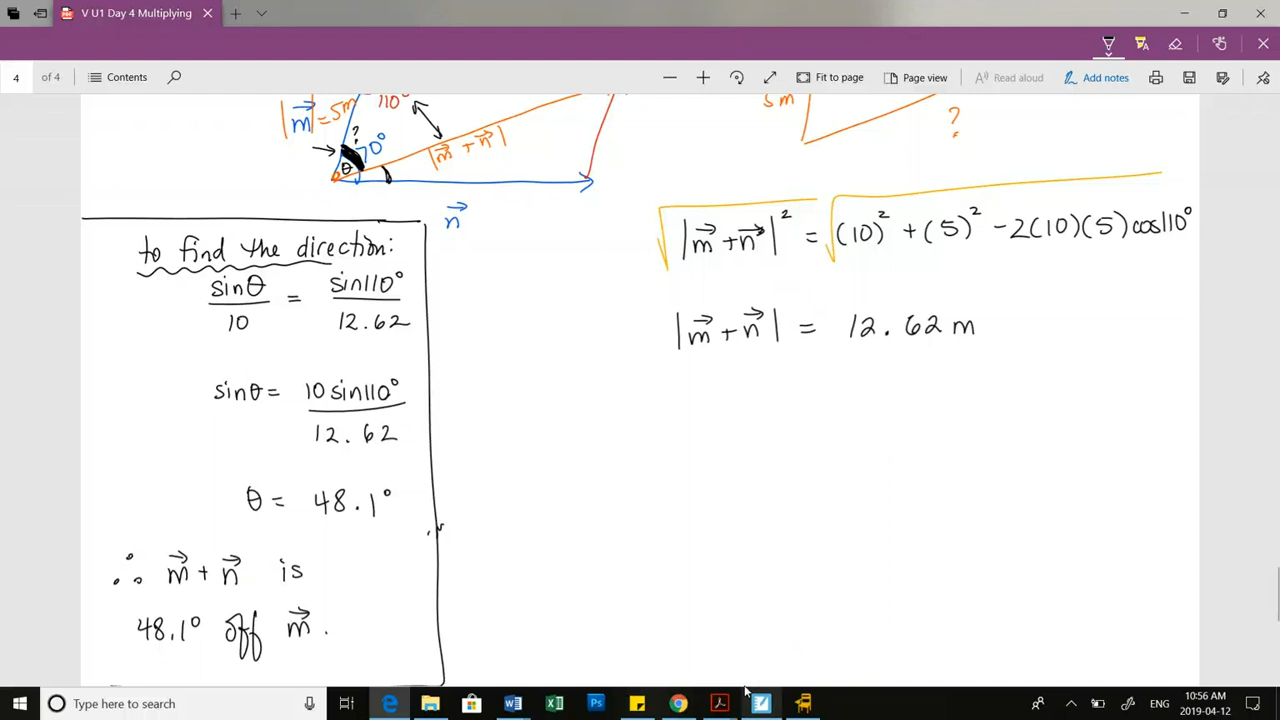 V U1 Day 4 Multiplying
4 of 4 Contents Fit to page Page view Read aloud Add notes
|m⃗| = 5m
110°
?
70°
θ
|m⃗ + n⃗|
n⃗
5m
?
|m⃗ + n⃗|² = (10)² + (5)² - 2(10)(5) cos110°
|m⃗ + n⃗| = 12.62 m
to find the direction:
sinθ/10 = sin110°/12.62
sinθ = 10 sin110°/12.62
θ = 48.1°
∴ m⃗ + n⃗ is
48.1° off m⃗.
Type here to search
ENG
10:56 AM
2019-04-12